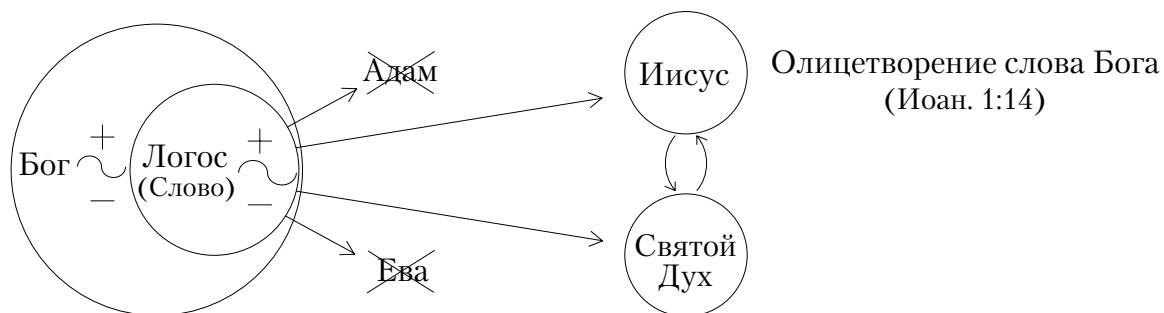 Адам
Иисус
Олицетворение слова Бога
(Иоан. 1:14)
+
+
Бог
Логос
(Слово)
−
−
Святой
Дух
Ева